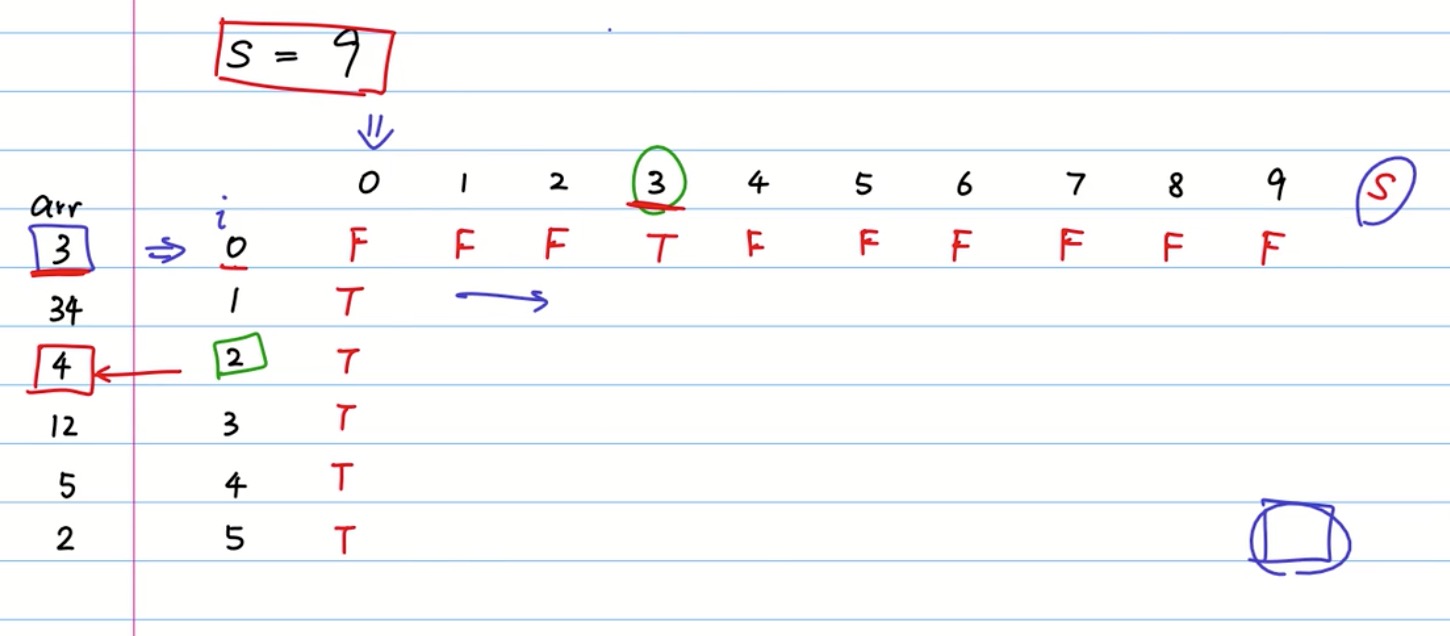 S = 9
0 1 2 3 4 5 6 7 8 9 S
arr i
3 0 F F F T F F F F F F
34 1 T
4 2 T
12 3 T
5 4 T
2 5 T